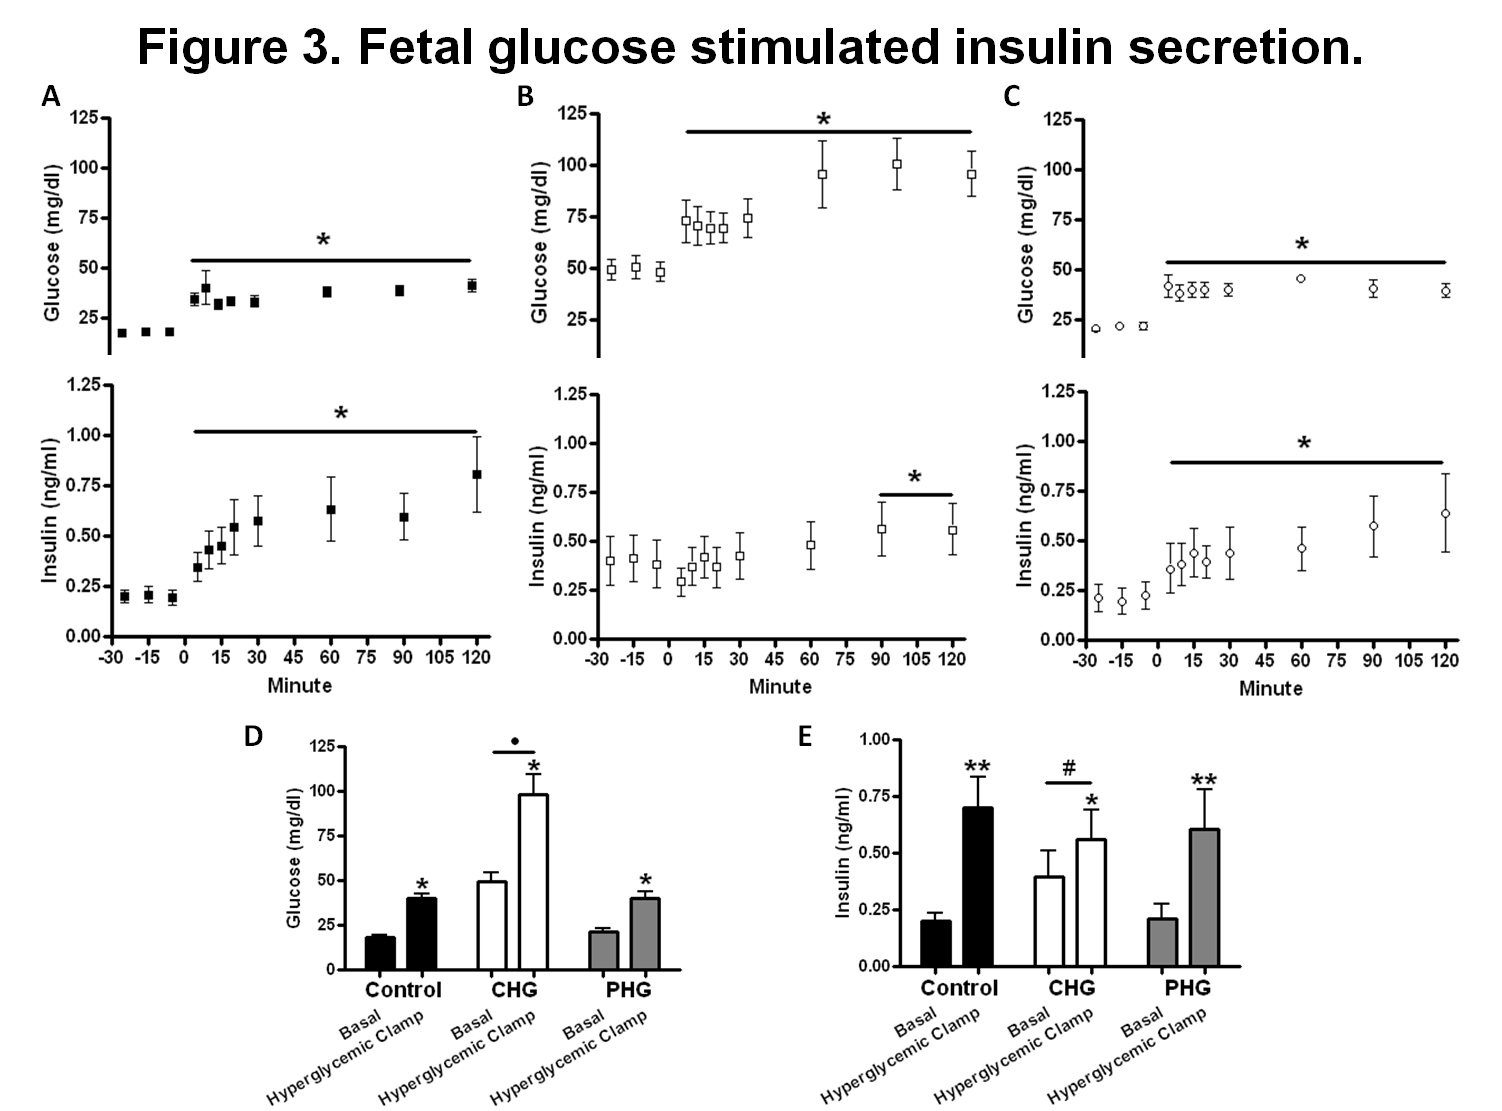 Figure 3. Fetal glucose stimulated insulin secretion.
A
125
100
75
50
25
Glucose (mg/dl)
*
1.25
1.00
0.75
0.50
0.25
0.00
Insulin (ng/ml)
*
-30 -15 0 15 30 45 60 75 90 105 120
Minute
B
125
100
75
50
25
Glucose (mg/dl)
*
1.25
1.00
0.75
0.50
0.25
0.00
Insulin (ng/ml)
*
-30 -15 0 15 30 45 60 75 90 105 120
Minute
C
125
100
75
50
25
Glucose (mg/dl)
*
1.25
1.00
0.75
0.50
0.25
0.00
Insulin (ng/ml)
*
-30 -15 0 15 30 45 60 75 90 105 120
Minute
D
125
100
75
50
25
0
Glucose (mg/dl)
* • * *
Control CHG PHG
Basal
Hyperglycemic Clamp
Basal
Hyperglycemic Clamp
Basal
Hyperglycemic Clamp
E
1.00
0.75
0.50
0.25
0.00
Insulin (ng/ml)
** # * **
Control CHG PHG
Basal
Hyperglycemic Clamp
Basal
Hyperglycemic Clamp
Basal
Hyperglycemic Clamp